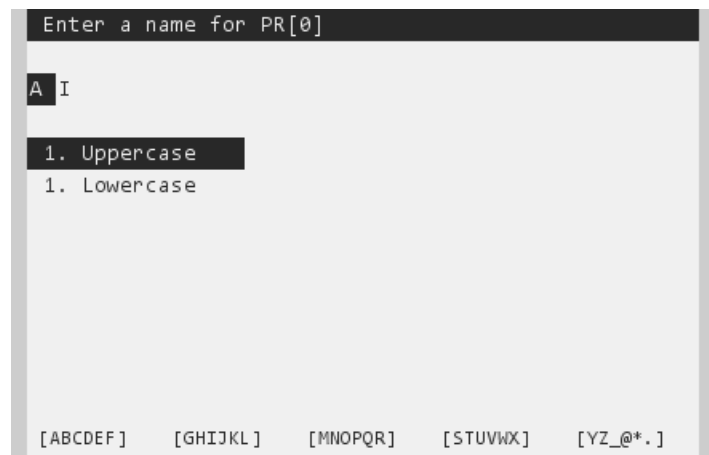 Enter a name for PR[0]
A I
1. Uppercase
1. Lowercase
[ABCDEF] [GHIJKL] [MNOPQR] [STUVWX] [YZ_@*.]